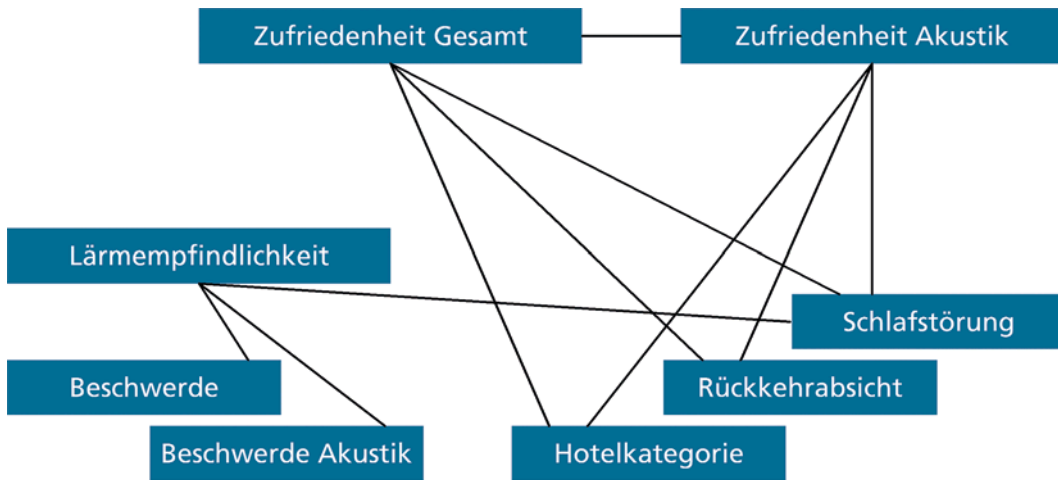 Zufriedenheit Gesamt
Zufriedenheit Akustik
Lärmempfindlichkeit
Schlafstörung
Beschwerde
Rückkehrabsicht
Beschwerde Akustik
Hotelkategorie